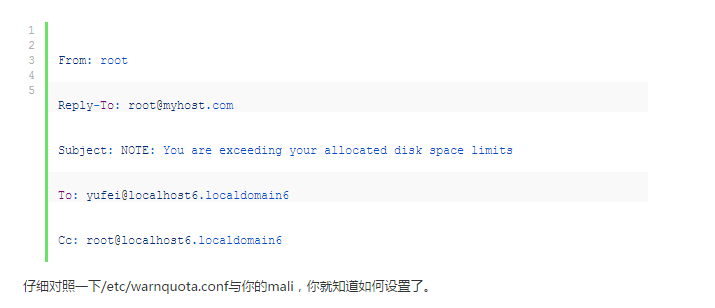 1
2
3
4
5
From: root
Reply-To: root@myhost.com
Subject: NOTE: You are exceeding your allocated disk space limits
To: yufei@localhost6.localdomain6
Cc: root@localhost6.localdomain6
仔细对照一下/etc/warnquota.conf与你的mali，你就知道如何设置了。